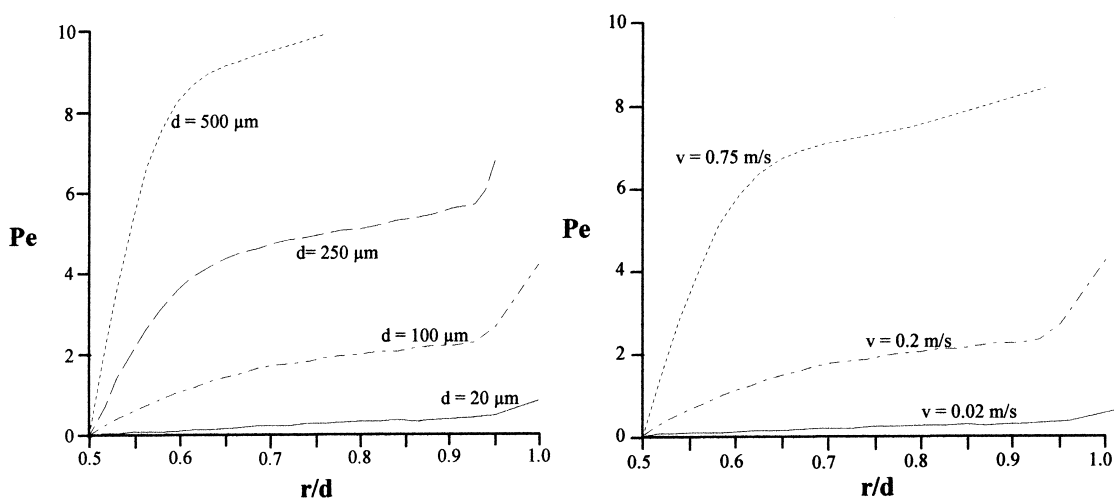 10
8
6
4
2
0
Pe
d = 500 µm
d= 250 µm
d = 100 µm
d = 20 µm
0.5 0.6 0.7 0.8 0.9 1.0
r/d
10
8
6
4
2
0
Pe
v = 0.75 m/s
v = 0.2 m/s
v = 0.02 m/s
0.5 0.6 0.7 0.8 0.9 1.0
r/d